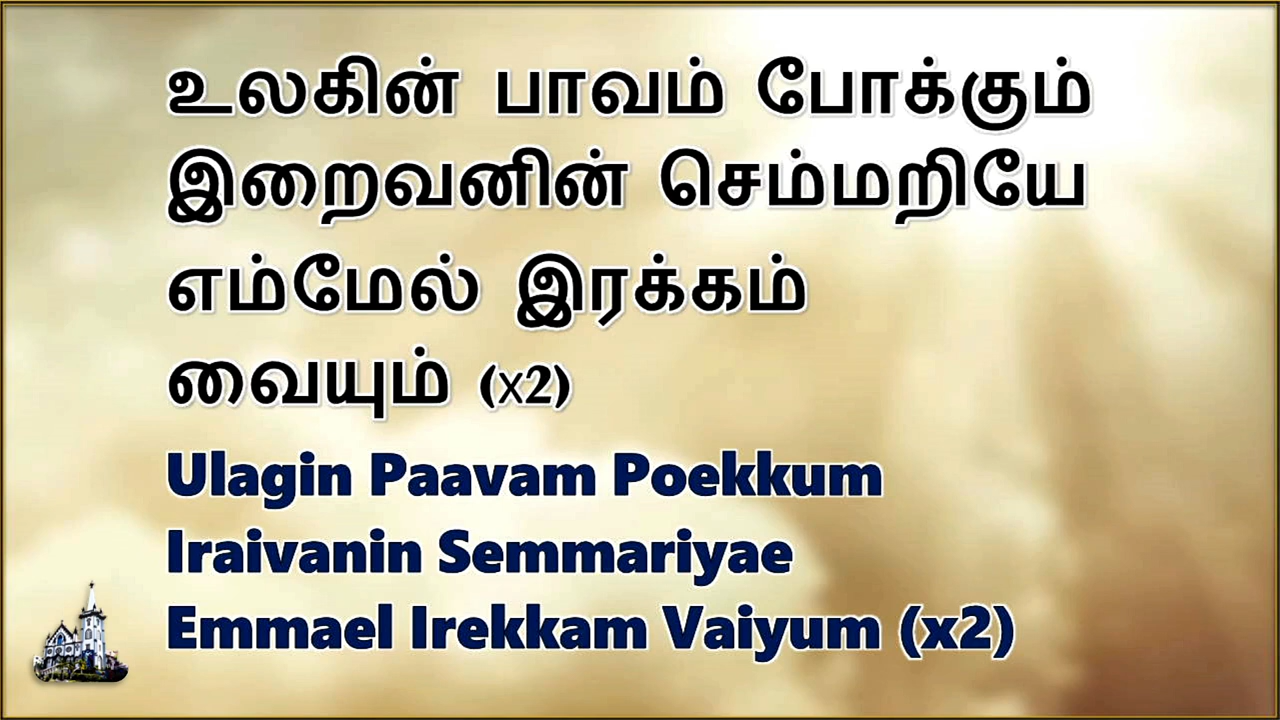 உலகின் பாவம் போக்கும்
இறைவனின் செம்மறியே
எம்மேல் இரக்கம்
வையும் (x2)
Ulagin Paavam Poekkum
Iraivanin Semmariyae
Emmael Irekkam Vaiyum (x2)